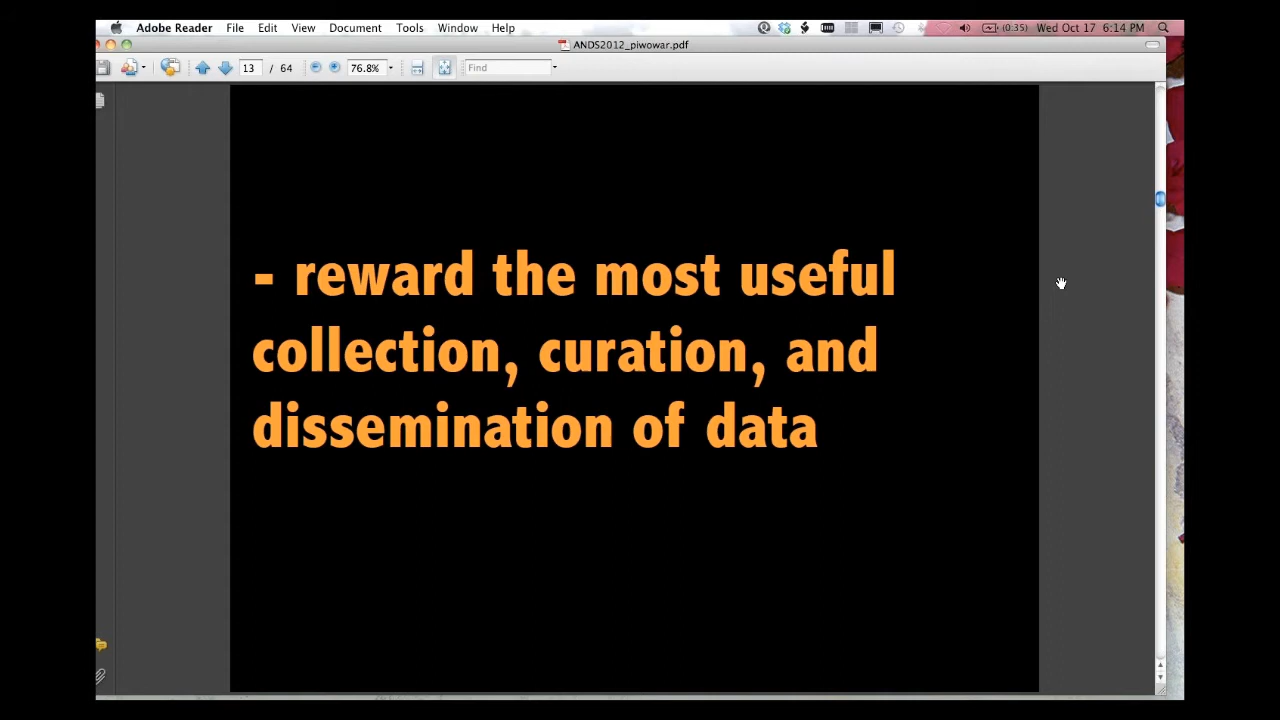 Adobe Reader File Edit View Document Tools Window Help (0:35) Wed Oct 17 6:14 PM
ANDS2012_piwowar.pdf
13 / 64 76.8% Find
- reward the most useful
collection, curation, and
dissemination of data